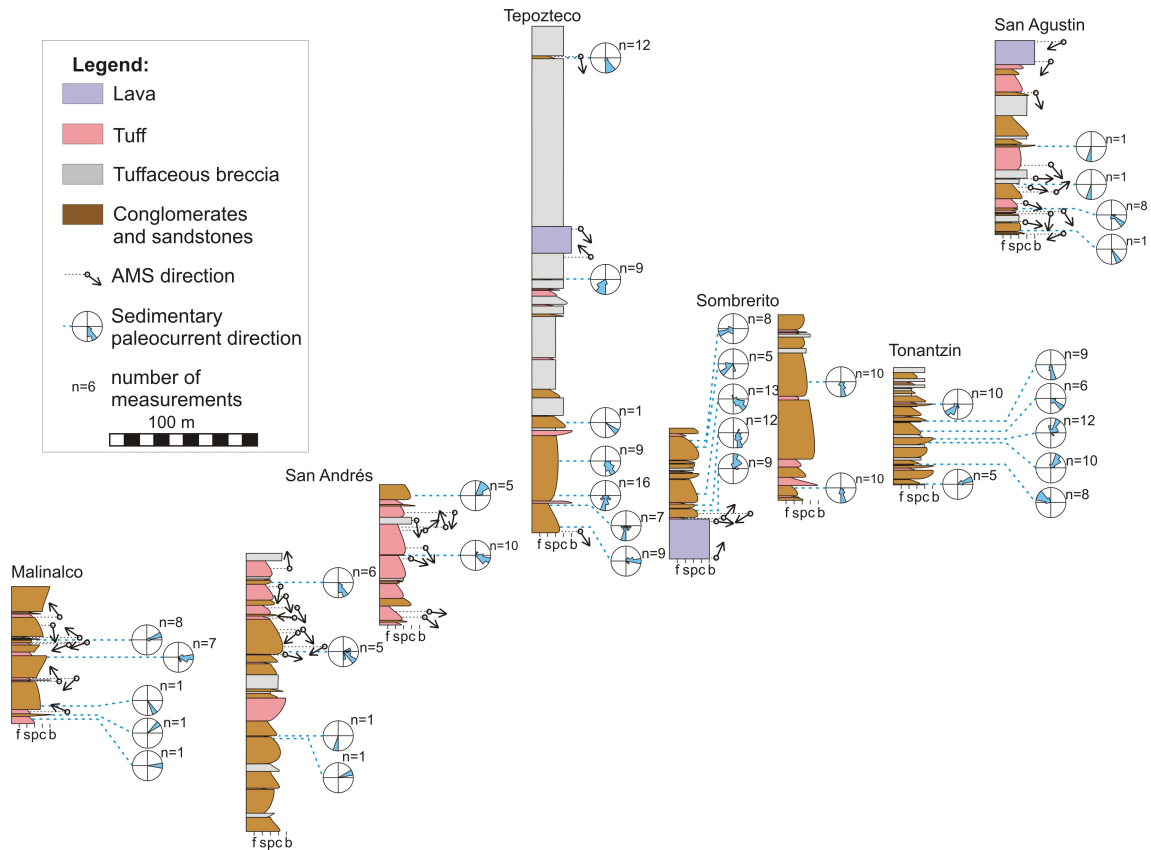 Tepozteco
San Agustin
Legend:
Lava
Tuff
Tuffaceous breccia
Conglomerates
and sandstones
AMS direction
Sedimentary
paleocurrent direction
n=6
number of
measurements
100 m
n=12
n=9
n=1
n=9
n=16
n=7
n=9
f spc b
n=1
n=1
n=8
n=1
f spc b
Sombrerito
n=8
n=5
n=13
n=12
n=9
f spc b
n=10
n=10
f spc b
Tonantzin
n=10
n=5
n=9
n=6
n=12
n=10
n=8
f spc b
San Andrés
n=5
n=10
f spc b
n=6
n=5
n=1
n=1
f spc b
Malinalco
n=8
n=7
n=1
n=1
n=1
f spc b